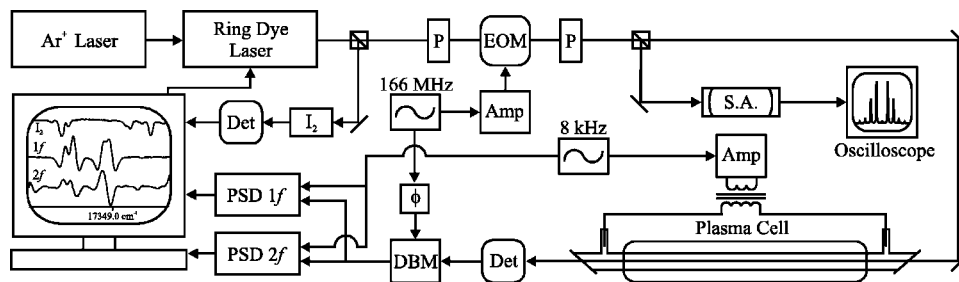 Ar⁺ Laser
Ring Dye
Laser
P
EOM
P
166 MHz
Amp
S.A.
Oscilloscope
Det
I₂
8 kHz
Amp
I₂
1f
2f
17349.0 cm⁻¹
PSD 1f
ϕ
Plasma Cell
PSD 2f
DBM
Det